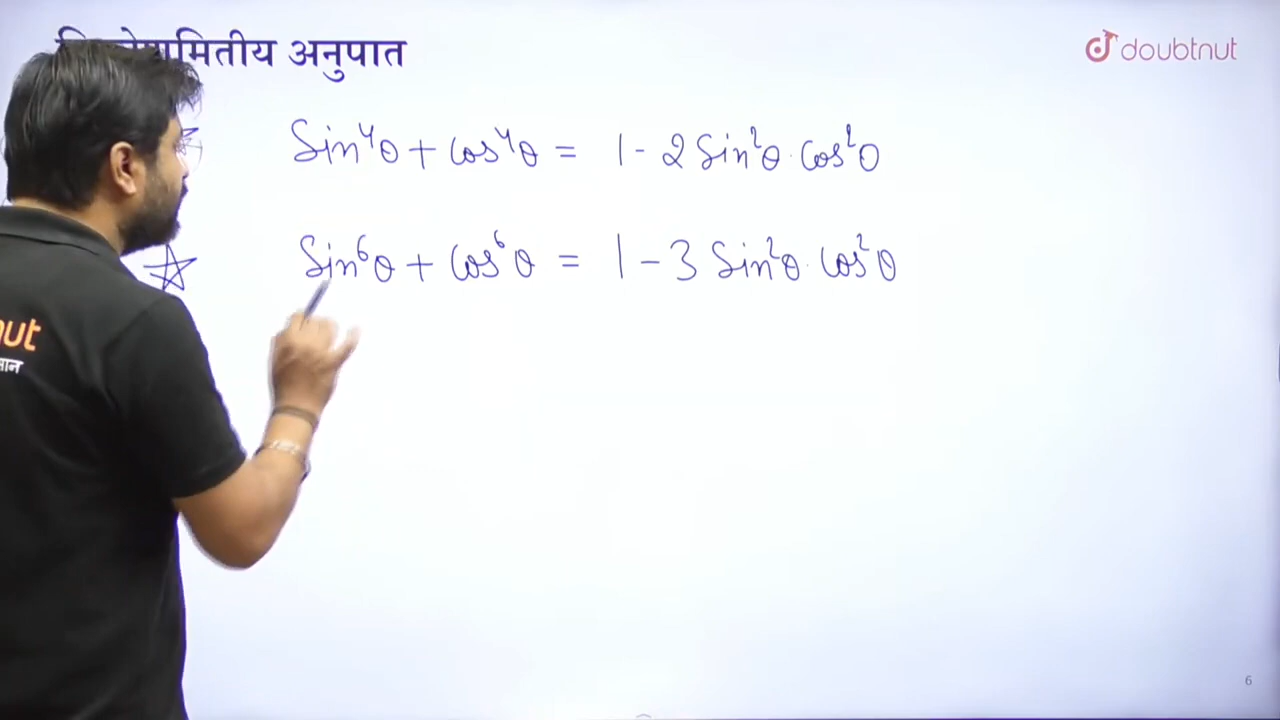 अनुपात
doubtnut
Sin⁴θ + Cos⁴θ = 1 - 2 Sin²θ . Cos²θ
Sin⁶θ + Cos⁶θ = 1 - 3 Sin²θ . Cos²θ
6